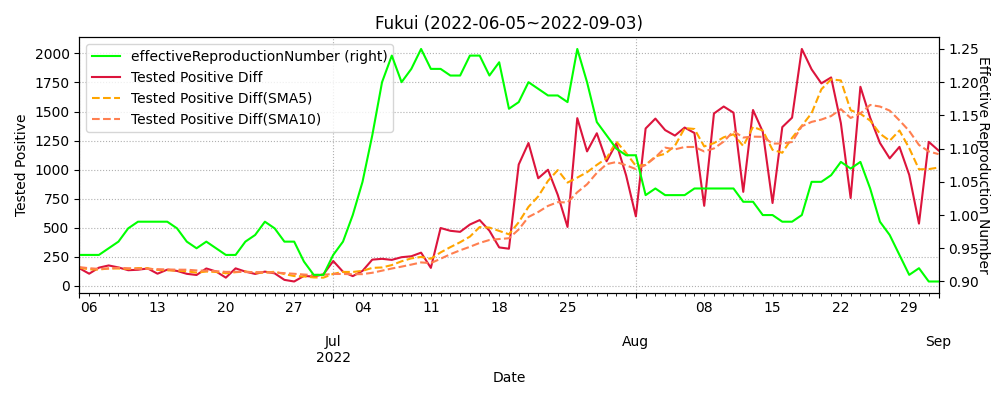 Fukui (2022-06-05~2022-09-03)
effectiveReproductionNumber (right)
Tested Positive Diff
Tested Positive Diff(SMA5)
Tested Positive Diff(SMA10)
Tested Positive
2000
1750
1500
1250
1000
750
500
250
0
1.25
1.20
1.15
1.10
1.05
1.00
0.95
0.90
Effective Reproduction Number
06 13 20 27 04 11 18 25 08 15 22 29
Jul Aug Sep
2022
Date